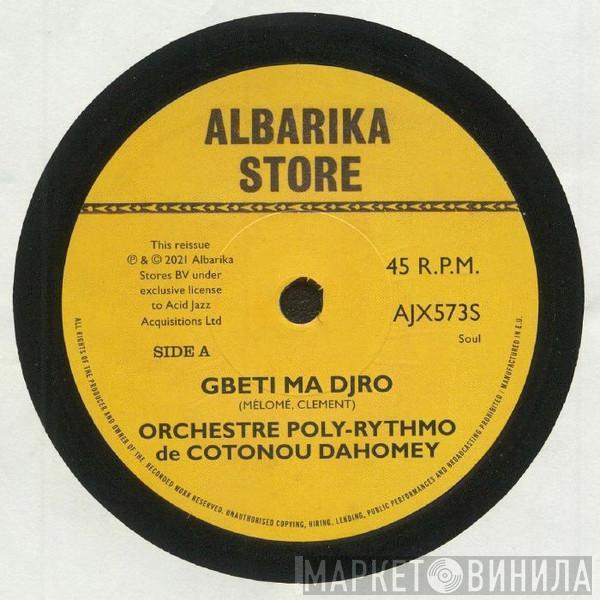 ALBARIKA
STORE
This reissue
℗ & © 2021 Albarika
Stores BV under
exclusive license
to Acid Jazz
Acquisitions Ltd
SIDE A
45 R.P.M.
AJX573S
Soul
GBETI MA DJRO
(MÉLOMÉ, CLEMENT)
ORCHESTRE POLY-RYTHMO
de COTONOU DAHOMEY
ALL RIGHTS OF THE PRODUCER AND OWNER OF THE RECORDED WORK RESERVED. UNAUTHORISED COPYING, HIRING, LENDING, PUBLIC PERFORMANCES AND BROADCASTING PROHIBITED / MANUFACTURED IN E.U.
МАРКЕТ ВИНИЛА